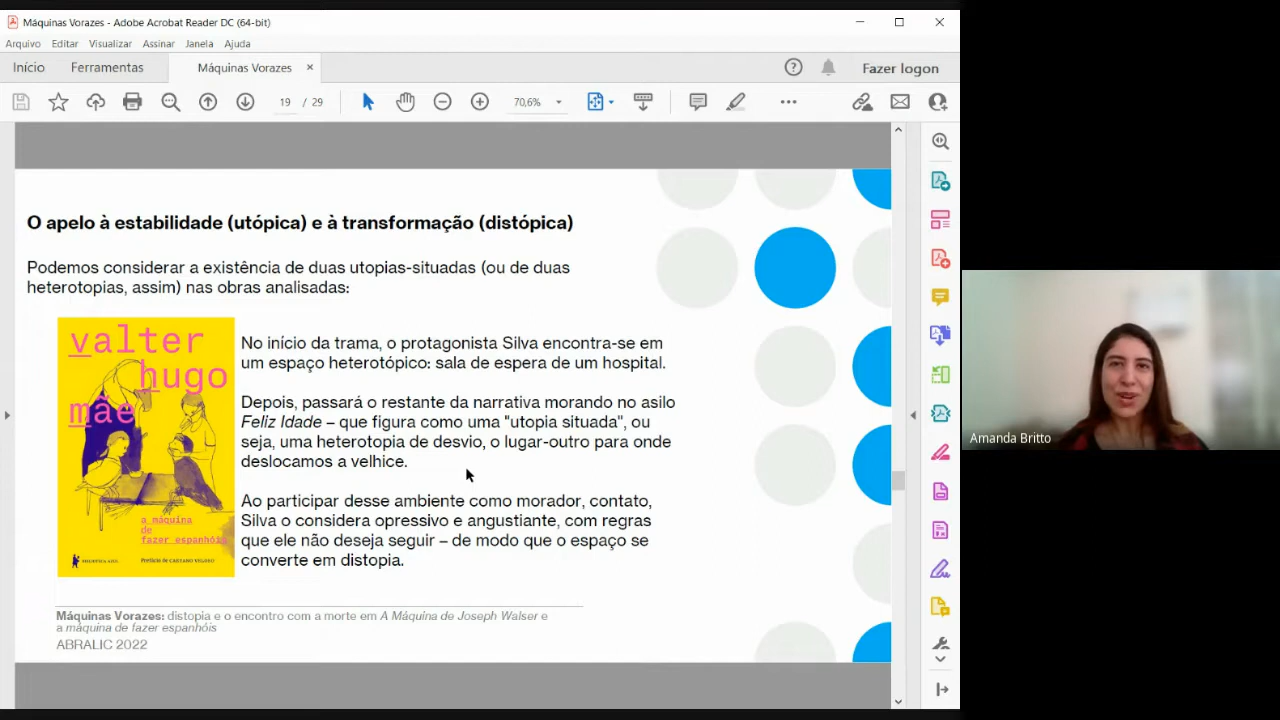 Máquinas Vorazes - Adobe Acrobat Reader DC (64-bit)
Arquivo Editar Visualizar Assinar Janela Ajuda
Início Ferramentas Máquinas Vorazes × Fazer logon
19 / 29 70,6%
O apelo à estabilidade (utópica) e à transformação (distópica)
Podemos considerar a existência de duas utopias-situadas (ou de duas
heterotopias, assim) nas obras analisadas:
valter
hugo
mãe
a máquina
de
fazer espanhóis
BIBLIOTECA AZUL Prefácio de CAETANO VELOSO
No início da trama, o protagonista Silva encontra-se em
um espaço heterotópico: sala de espera de um hospital.
Depois, passará o restante da narrativa morando no asilo
Feliz Idade – que figura como uma "utopia situada", ou
seja, uma heterotopia de desvio, o lugar-outro para onde
deslocamos a velhice.
Ao participar desse ambiente como morador, contato,
Silva o considera opressivo e angustiante, com regras
que ele não deseja seguir – de modo que o espaço se
converte em distopia.
Máquinas Vorazes: distopia e o encontro com a morte em A Máquina de Joseph Walser e
a máquina de fazer espanhóis
ABRALIC 2022
Amanda Britto